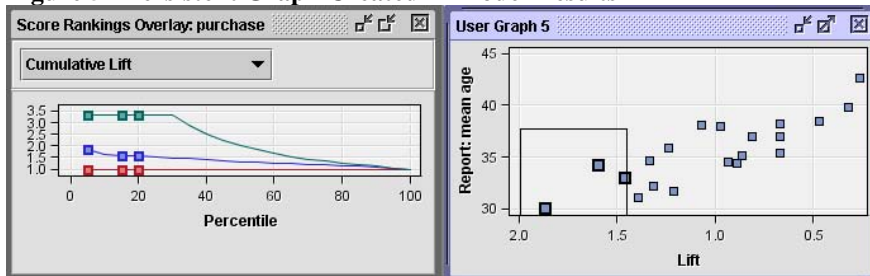 Score Rankings Overlay: purchase
Cumulative Lift
3.5
3.0
2.5
2.0
1.5
1.0
0 20 40 60 80 100
Percentile
User Graph 5
45
40
35
30
Report: mean age
2.0 1.5 1.0 0.5
Lift